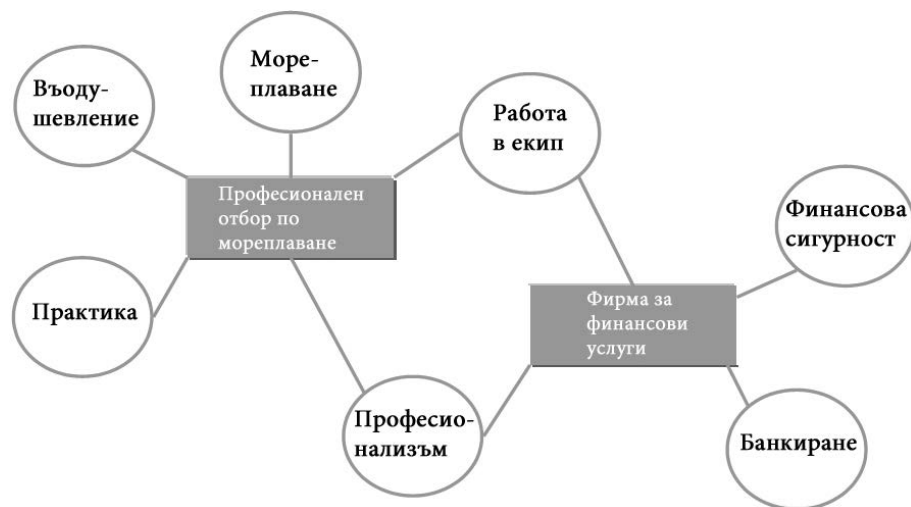 Море-
плаване
Въоду-
шевление
Работа
в екип
Професионален
отбор по
мореплаване
Финансова
сигурност
Практика
Фирма за
финансови
услуги
Професио-
нализъм
Банкиране